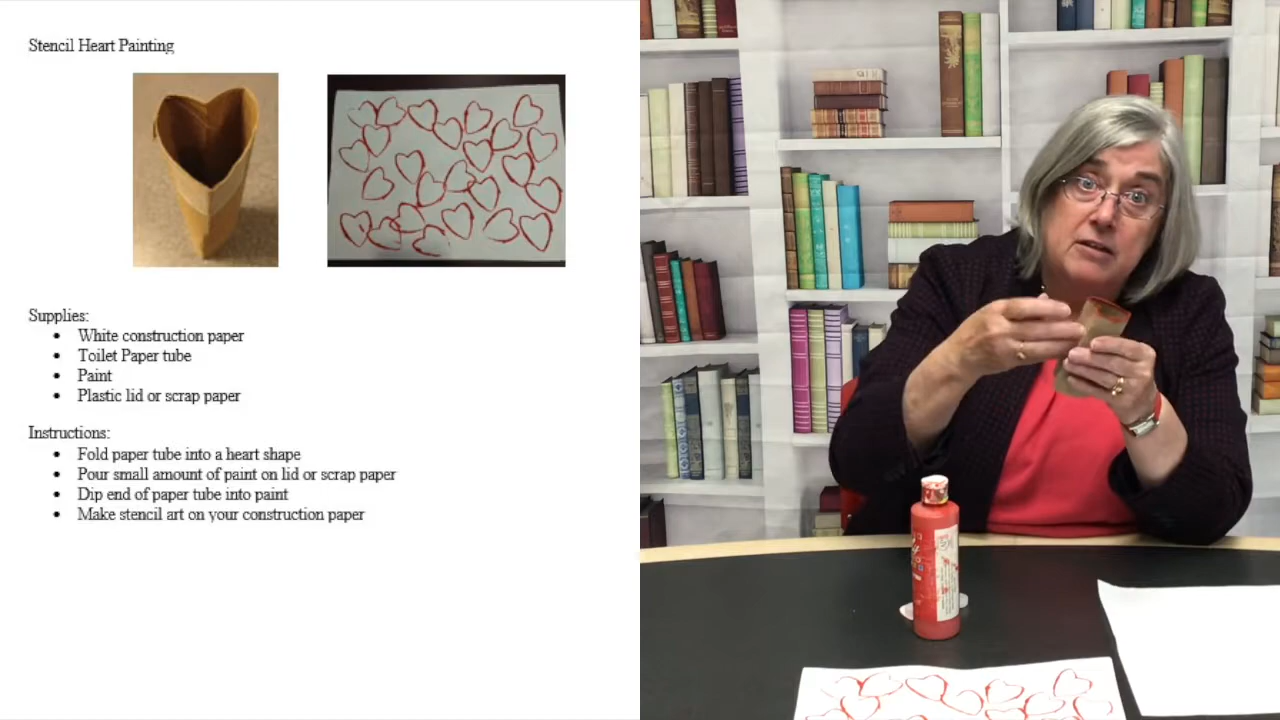 Stencil Heart Painting
Supplies:
• White construction paper
• Toilet Paper tube
• Paint
• Plastic lid or scrap paper
Instructions:
• Fold paper tube into a heart shape
• Pour small amount of paint on lid or scrap paper
• Dip end of paper tube into paint
• Make stencil art on your construction paper